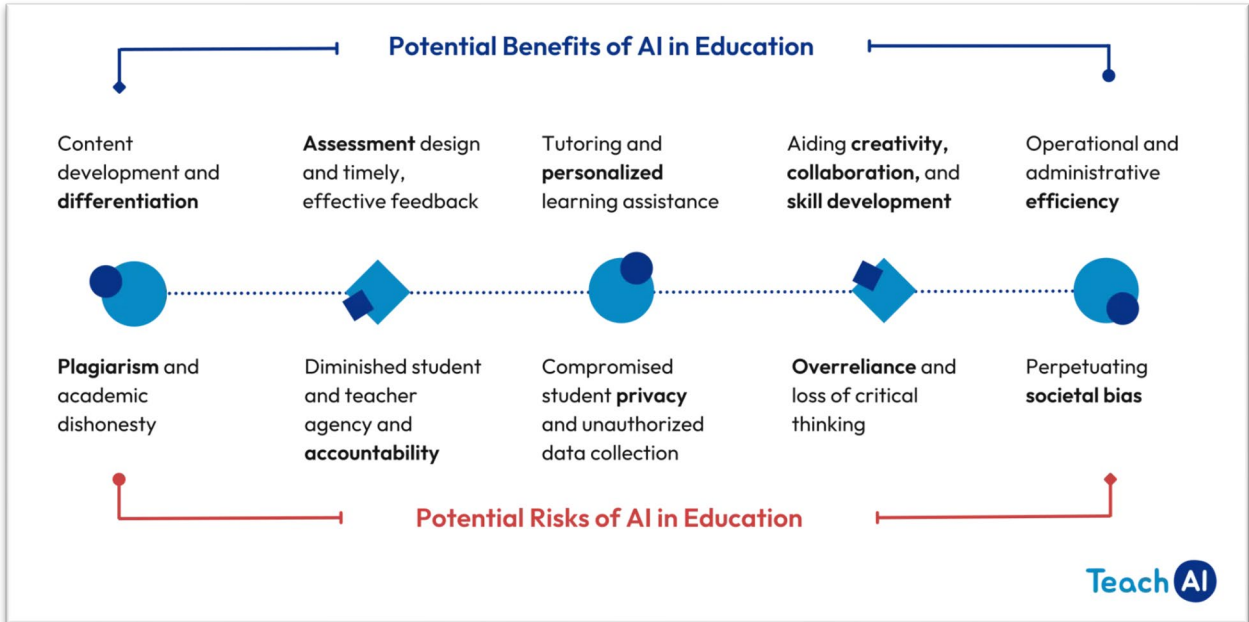 Potential Benefits of AI in Education
Content
development and
differentiation
Assessment design
and timely,
effective feedback
Tutoring and
personalized
learning assistance
Aiding creativity,
collaboration, and
skill development
Operational and
administrative
efficiency
Plagiarism and
academic
dishonesty
Diminished student
and teacher
agency and
accountability
Compromised
student privacy
and unauthorized
data collection
Overreliance and
loss of critical
thinking
Perpetuating
societal bias
Potential Risks of AI in Education
Teach AI